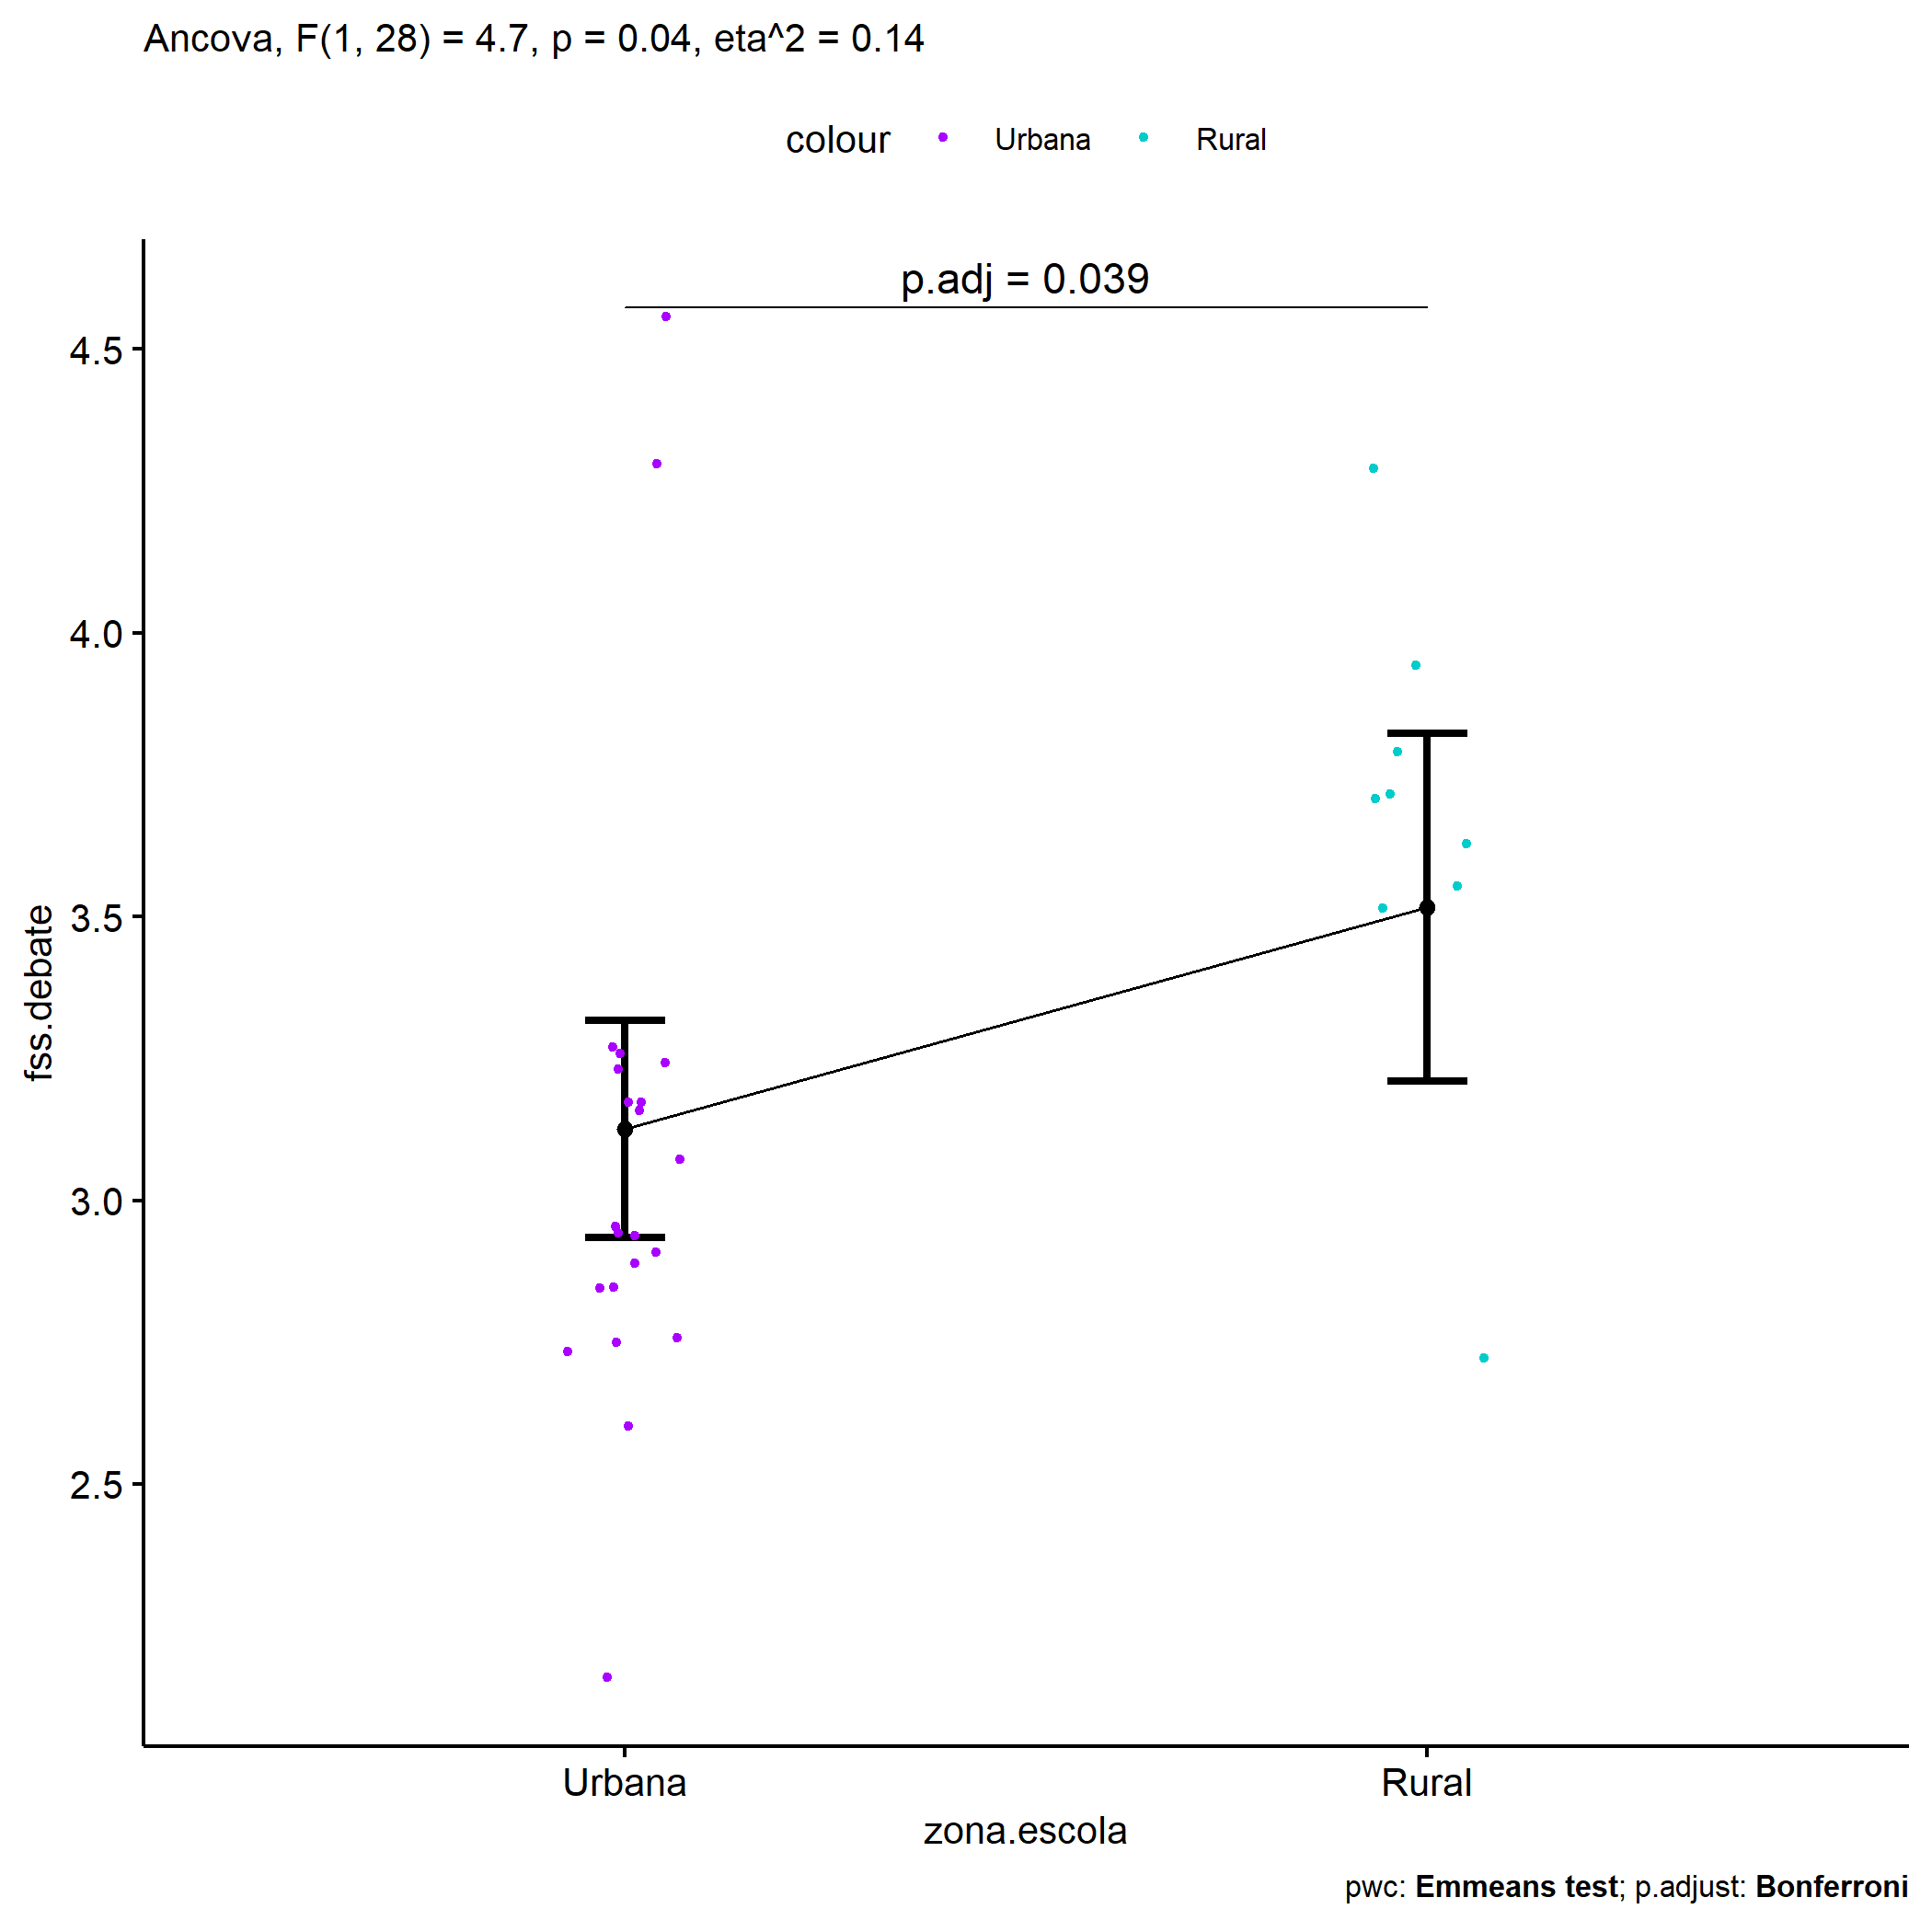 Ancova, F(1, 28) = 4.7, p = 0.04, eta^2 = 0.14
colour Urbana Rural
p.adj = 0.039
4.5
4.0
3.5
3.0
2.5
fss.debate
Urbana Rural
zona.escola
pwc: Emmeans test; p.adjust: Bonferroni